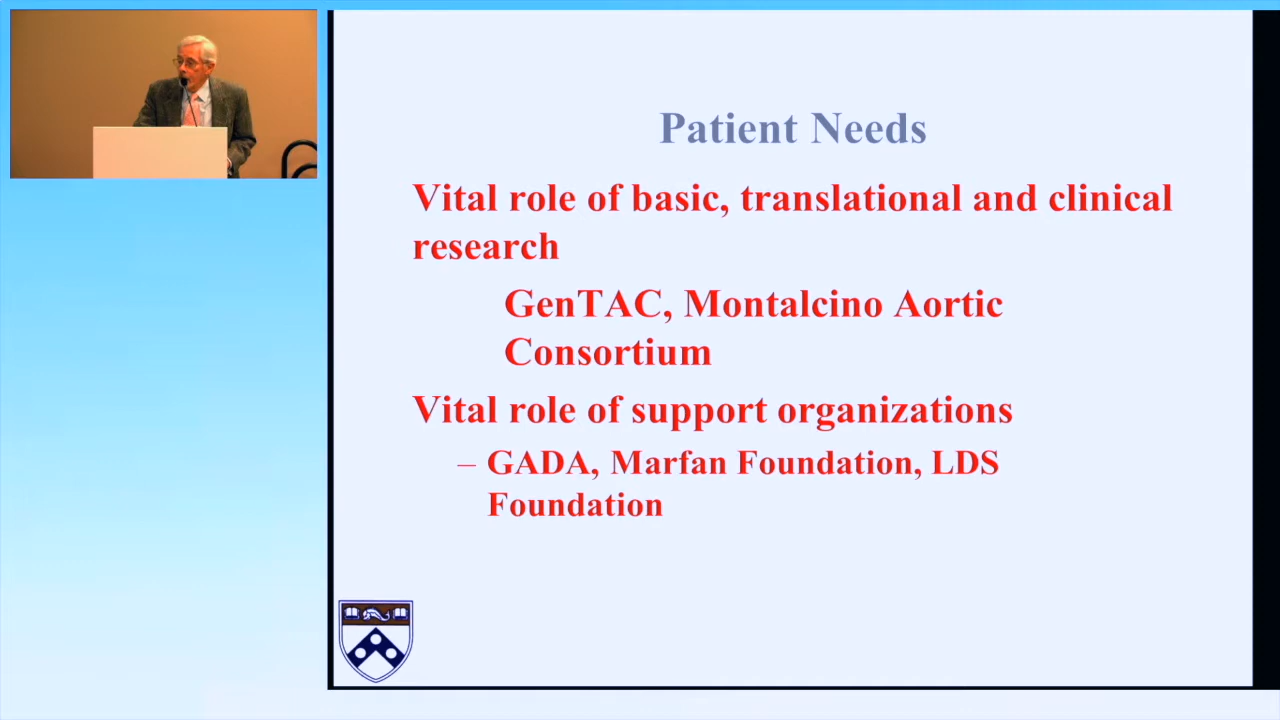 Patient Needs
Vital role of basic, translational and clinical
research
GenTAC, Montalcino Aortic
Consortium
Vital role of support organizations
– GADA, Marfan Foundation, LDS
Foundation